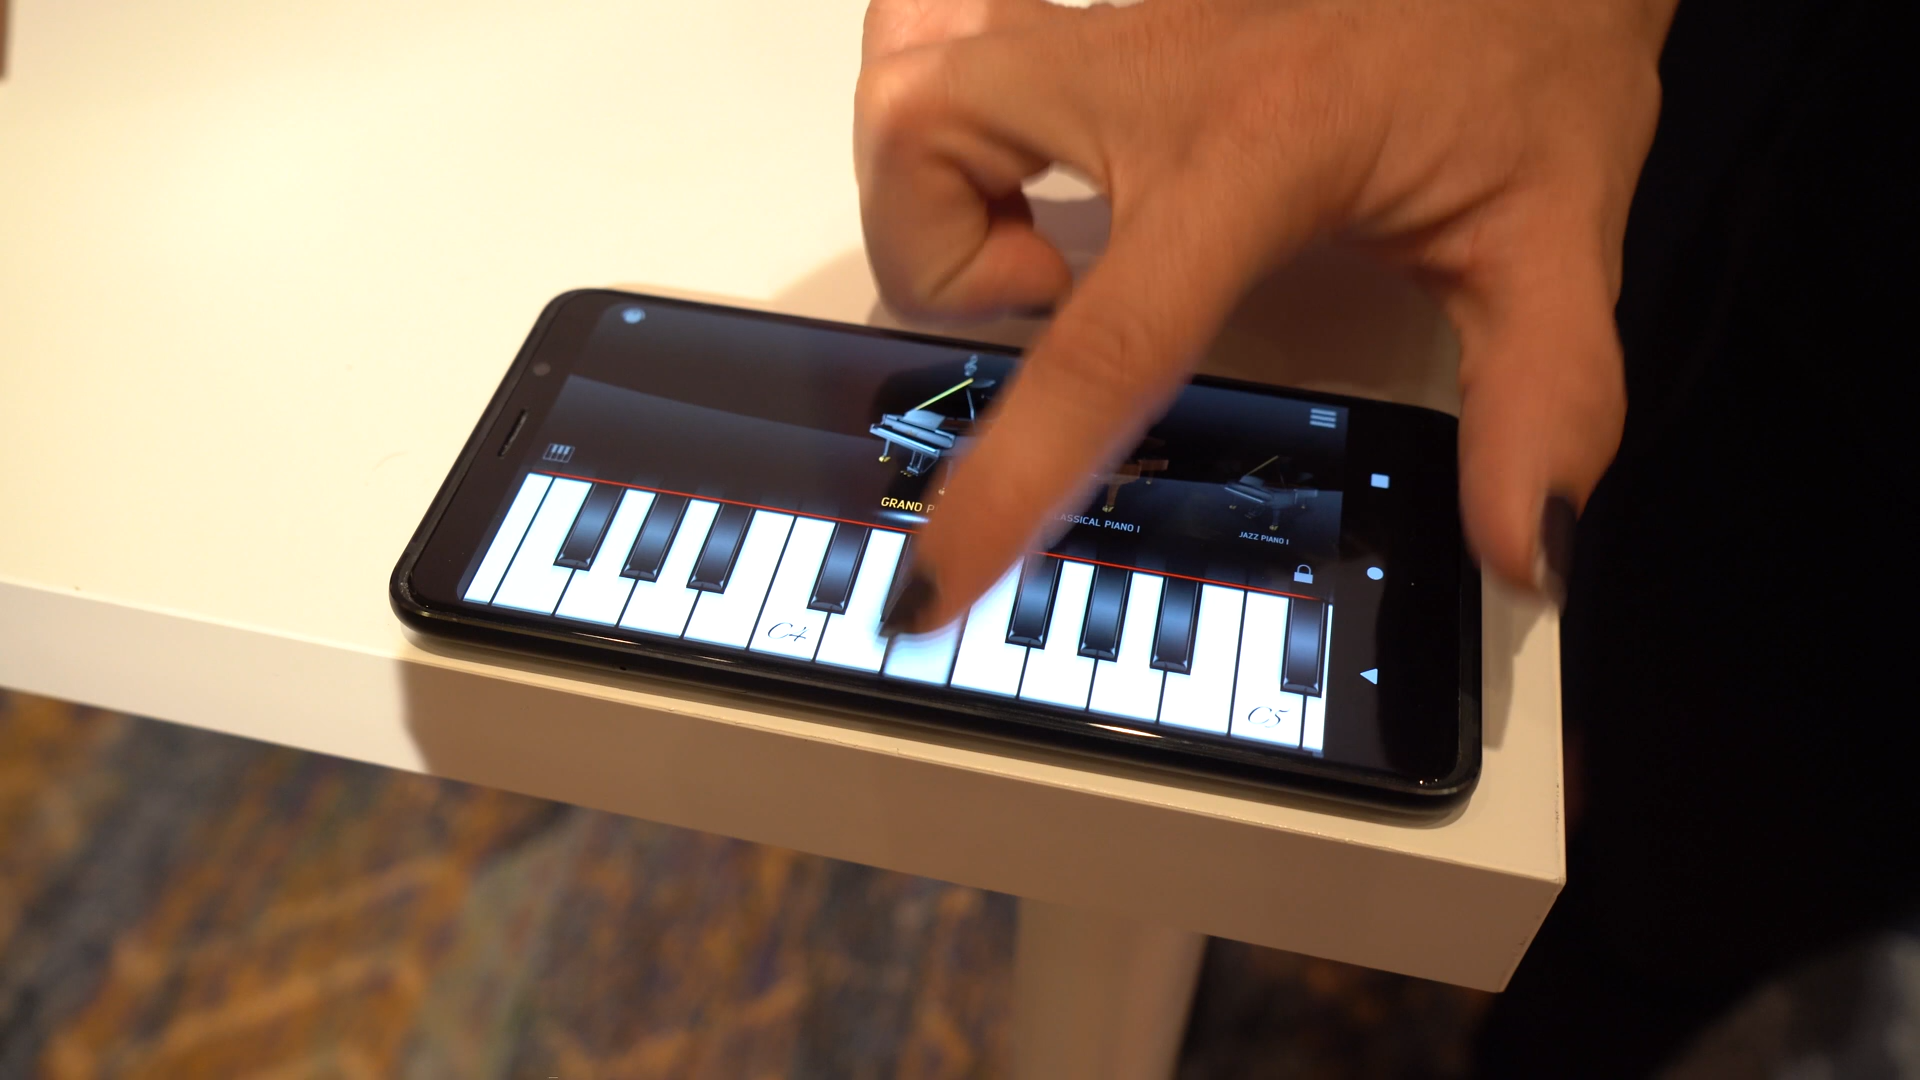 GRAND
CLASSICAL PIANO I
JAZZ PIANO I
C4
C5